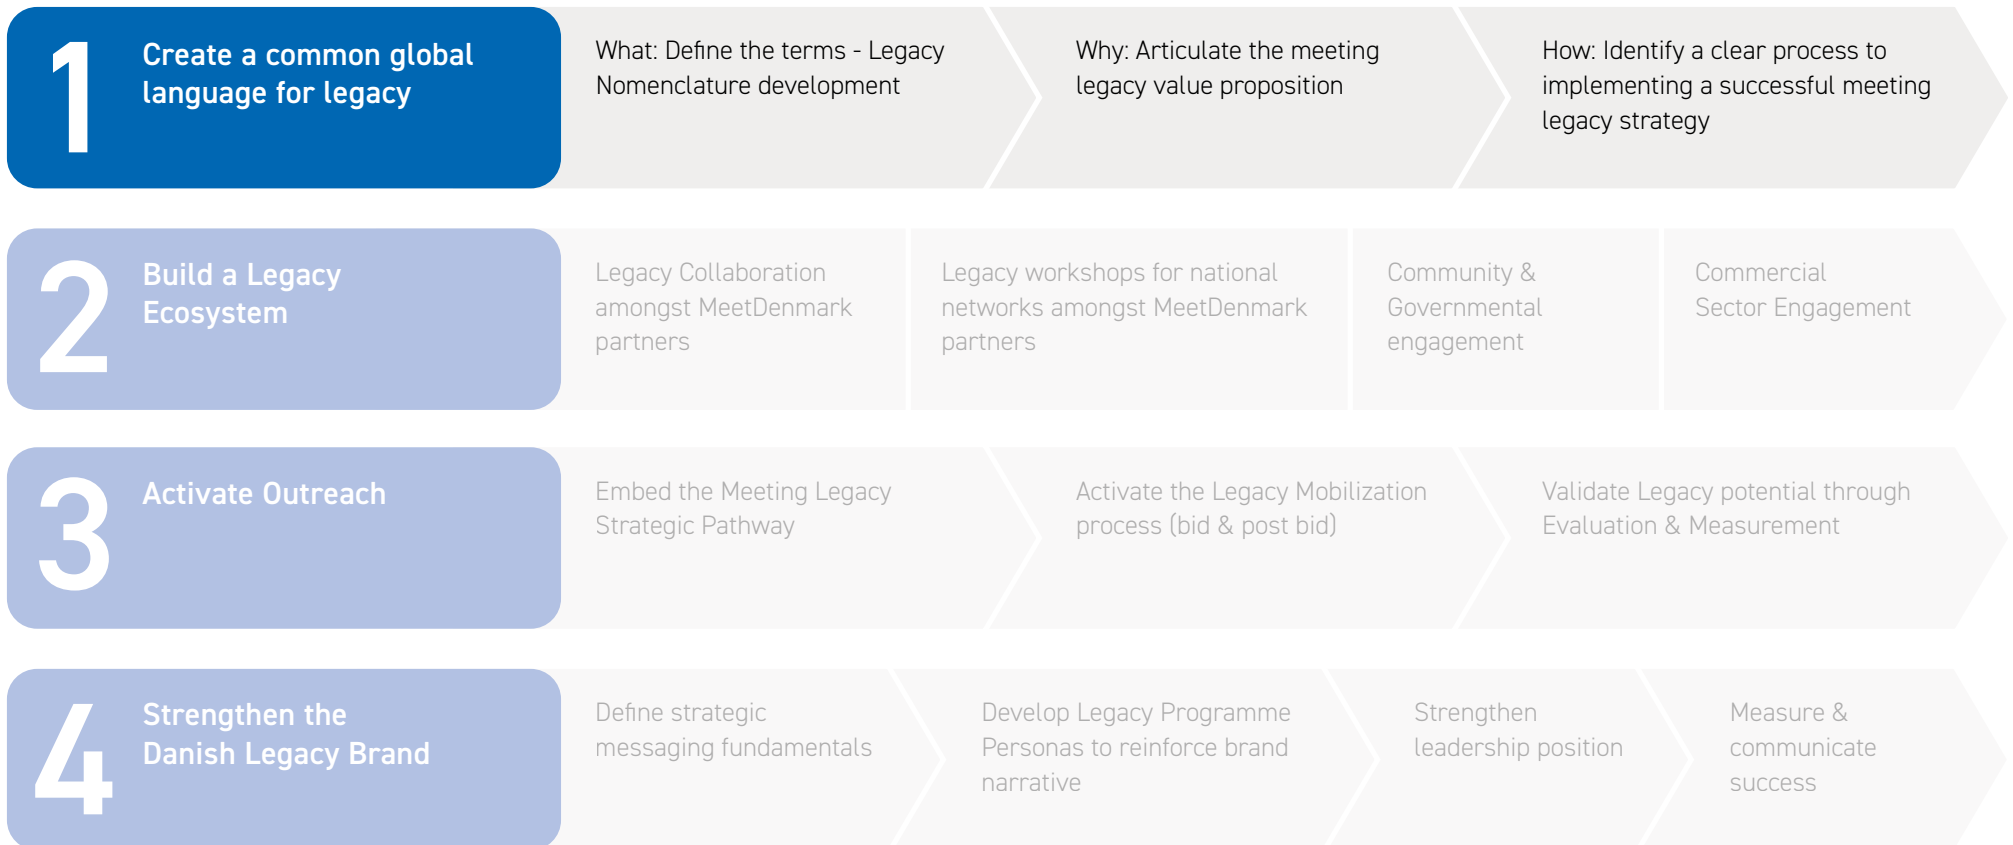 1
Create a common global
language for legacy
What: Define the terms - Legacy
Nomenclature development
Why: Articulate the meeting
legacy value proposition
How: Identify a clear process to
implementing a successful meeting
legacy strategy
2
Build a Legacy
Ecosystem
Legacy Collaboration
amongst MeetDenmark
partners
Legacy workshops for national
networks amongst MeetDenmark
partners
Community &
Governmental
engagement
Commercial
Sector Engagement
3
Activate Outreach
Embed the Meeting Legacy
Strategic Pathway
Activate the Legacy Mobilization
process (bid & post bid)
Validate Legacy potential through
Evaluation & Measurement
4
Strengthen the
Danish Legacy Brand
Define strategic
messaging fundamentals
Develop Legacy Programme
Personas to reinforce brand
narrative
Strengthen
leadership position
Measure &
communicate
success